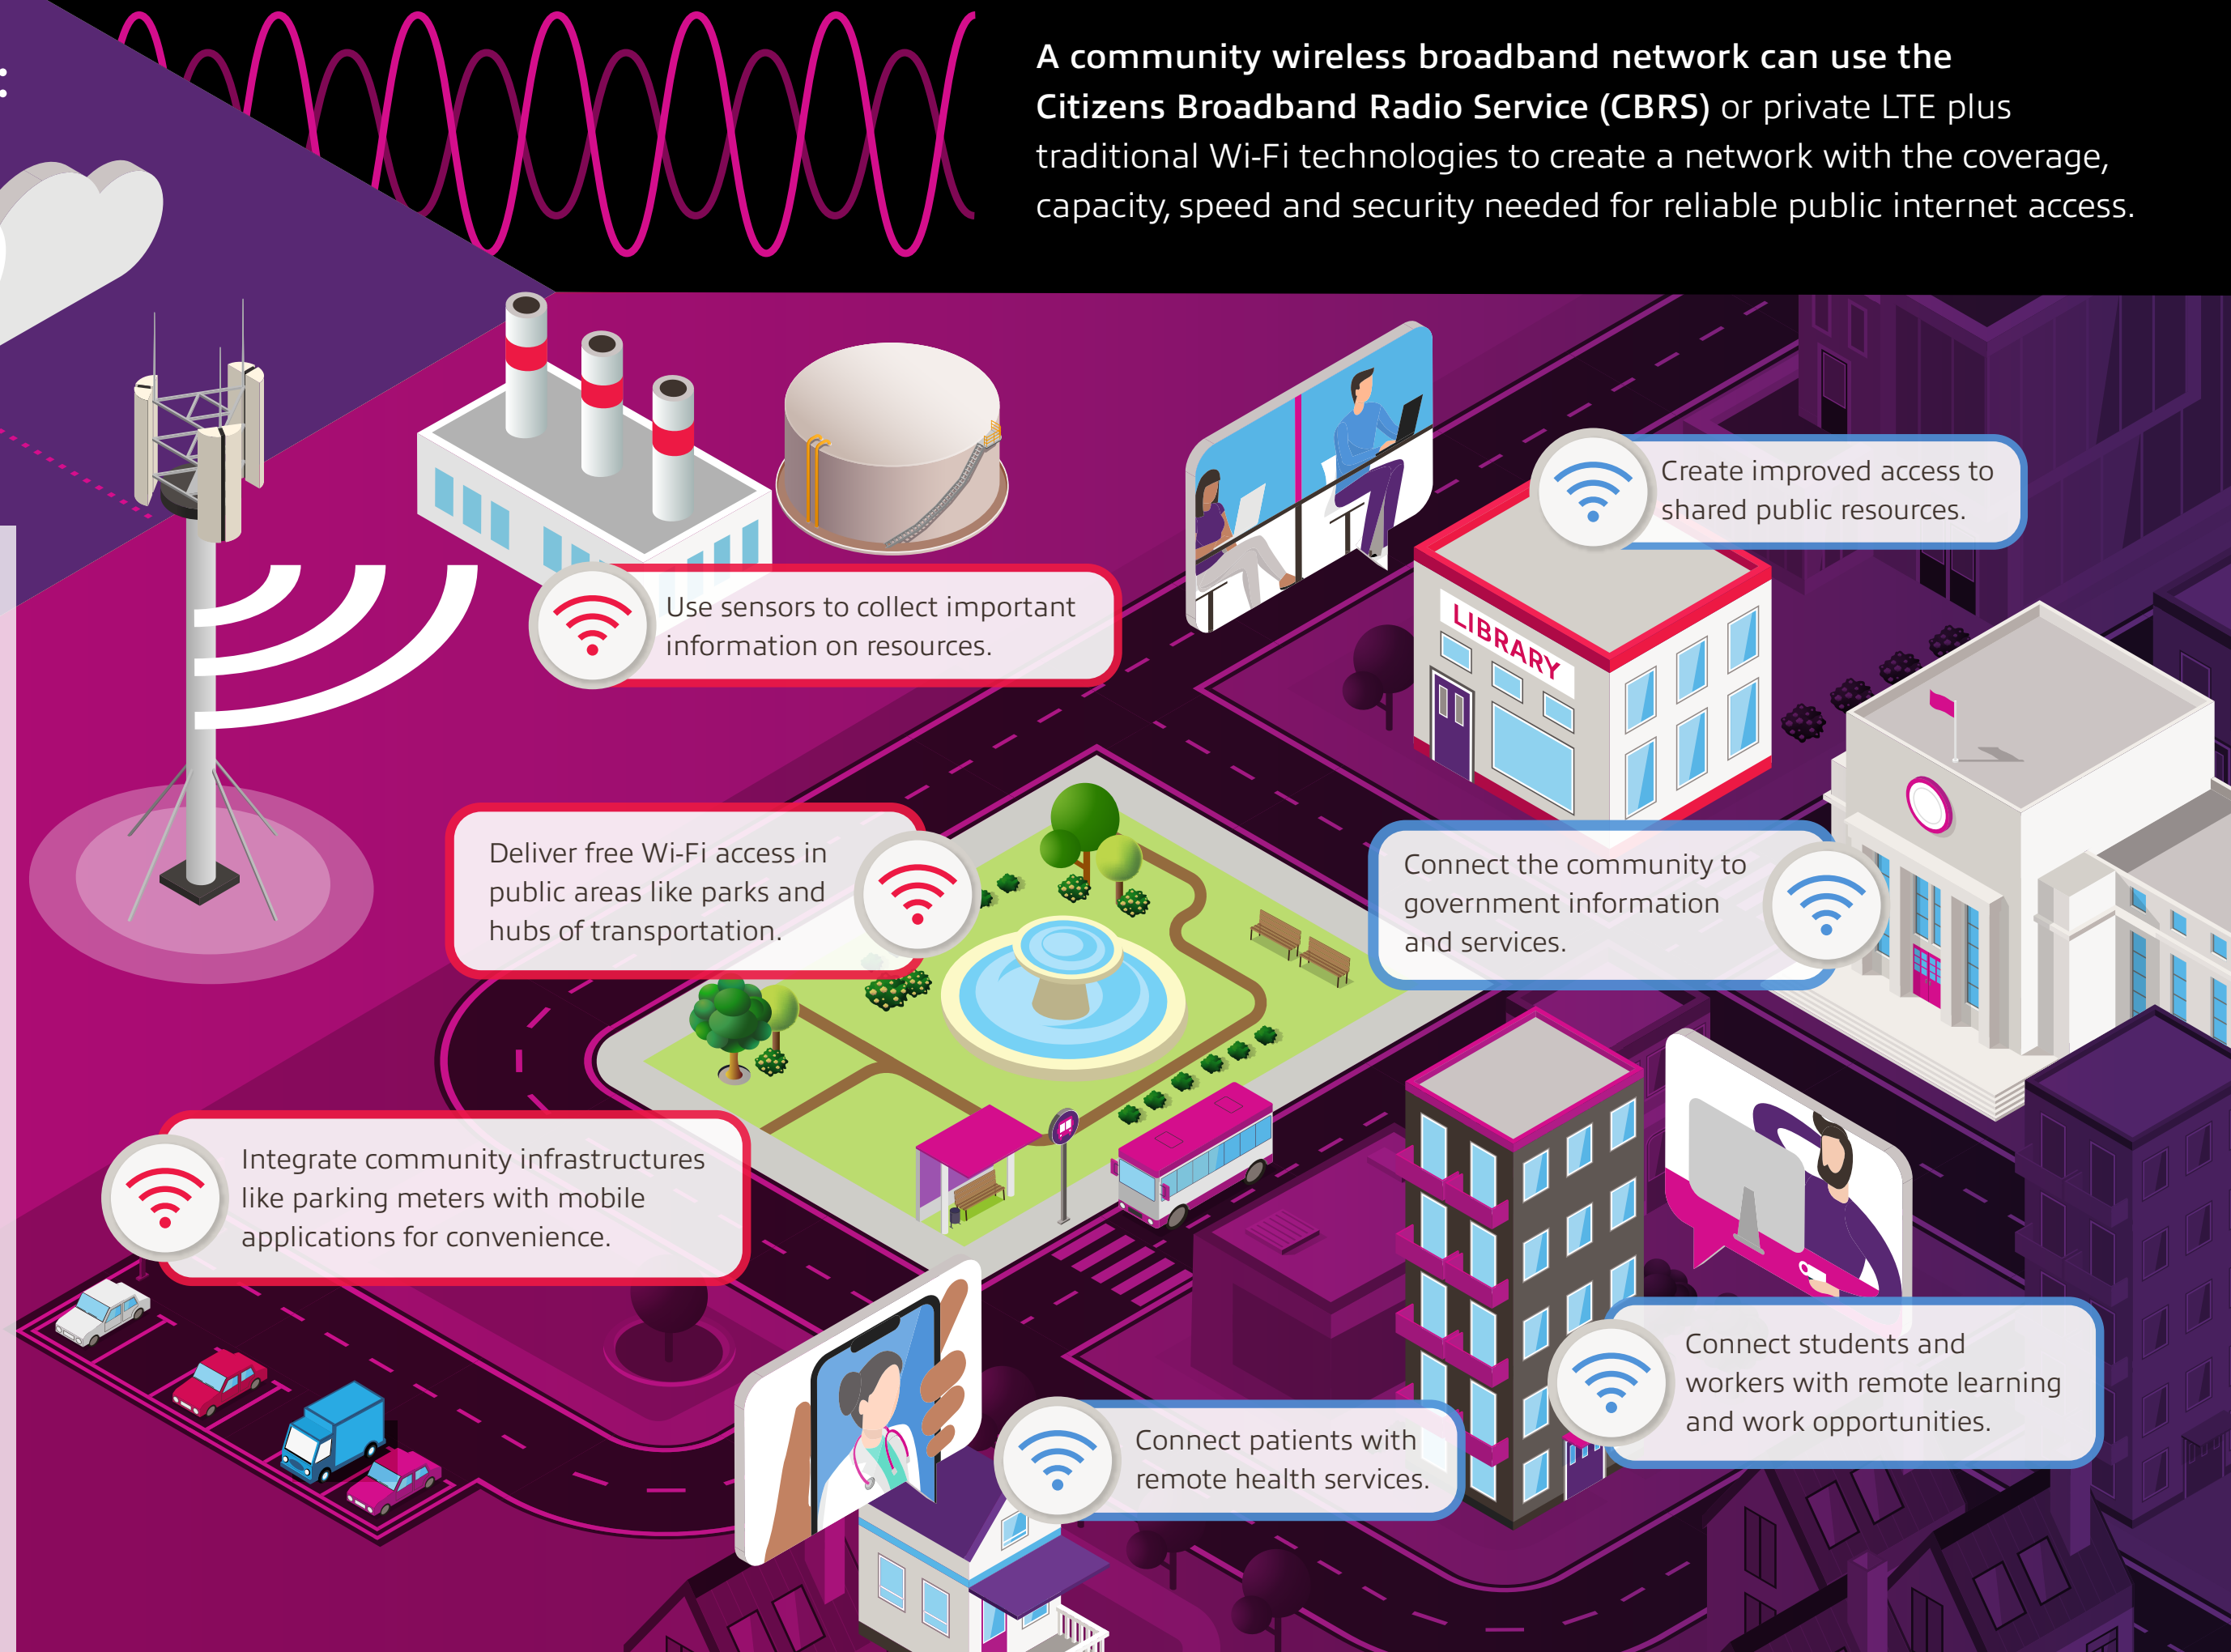 :
A community wireless broadband network can use the
Citizens Broadband Radio Service (CBRS) or private LTE plus
traditional Wi-Fi technologies to create a network with the coverage,
capacity, speed and security needed for reliable public internet access.
Create improved access to
shared public resources.
Use sensors to collect important
information on resources.
LIBRARY
Deliver free Wi-Fi access in
public areas like parks and
hubs of transportation.
Connect the community to
government information
and services.
Integrate community infrastructures
like parking meters with mobile
applications for convenience.
Connect students and
workers with remote learning
and work opportunities.
Connect patients with
remote health services.